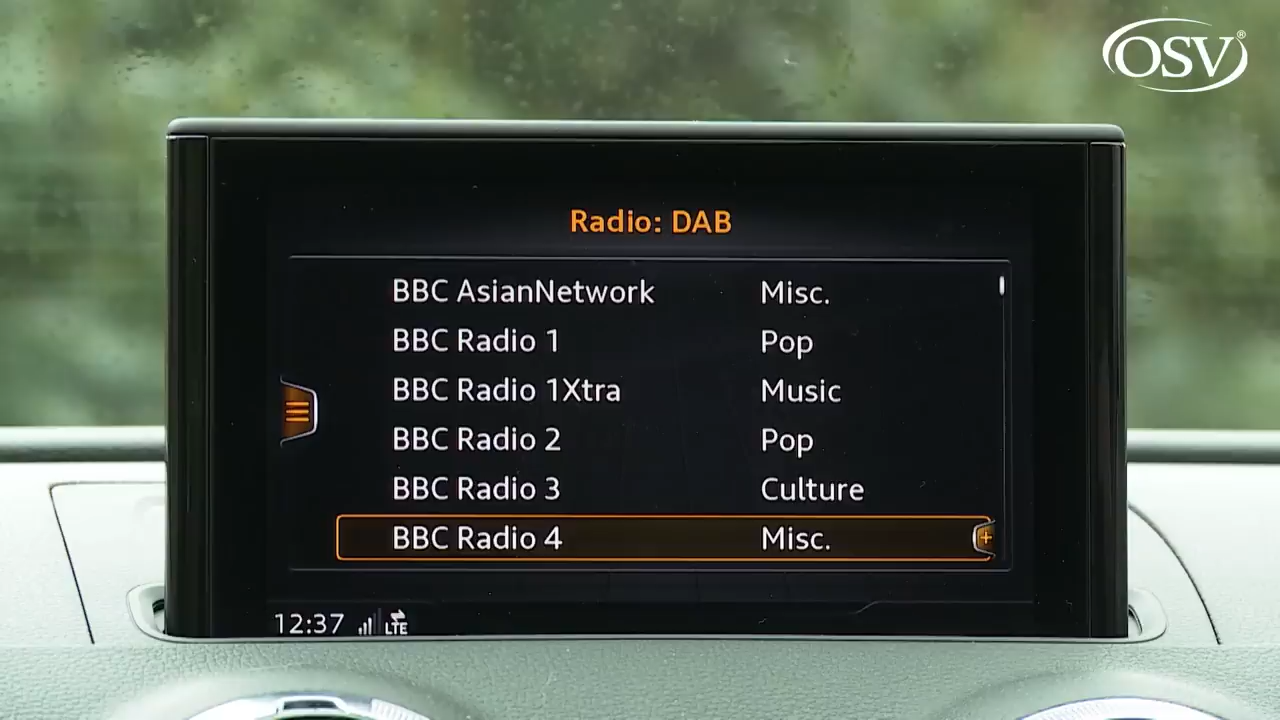 OSV®
Radio: DAB
BBC AsianNetwork Misc.
BBC Radio 1 Pop
BBC Radio 1Xtra Music
BBC Radio 2 Pop
BBC Radio 3 Culture
BBC Radio 4 Misc.
12:37 LTE